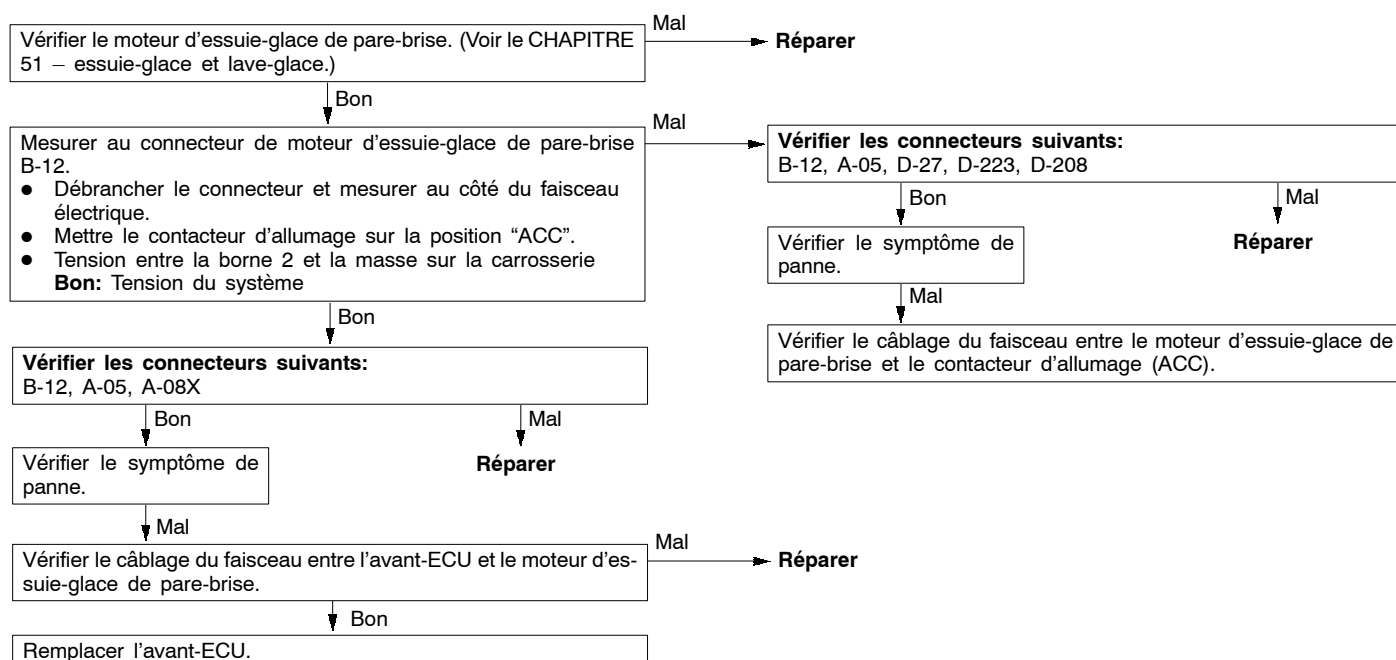 Vérifier le moteur d'essuie-glace de pare-brise. (Voir le CHAPITRE
51 – essuie-glace et lave-glace.)
Mal
Réparer
Bon
Mesurer au connecteur de moteur d'essuie-glace de pare-brise
B-12.
● Débrancher le connecteur et mesurer au côté du faisceau
électrique.
● Mettre le contacteur d'allumage sur la position “ACC”.
● Tension entre la borne 2 et la masse sur la carrosserie
Bon: Tension du système
Mal
Vérifier les connecteurs suivants:
B-12, A-05, D-27, D-223, D-208
Bon
Mal
Vérifier le symptôme de
panne.
Réparer
Mal
Vérifier le câblage du faisceau entre le moteur d'essuie-glace de
pare-brise et le contacteur d'allumage (ACC).
Bon
Vérifier les connecteurs suivants:
B-12, A-05, A-08X
Bon
Mal
Vérifier le symptôme de
panne.
Réparer
Mal
Vérifier le câblage du faisceau entre l'avant-ECU et le moteur d'es-
suie-glace de pare-brise.
Mal
Réparer
Bon
Remplacer l'avant-ECU.